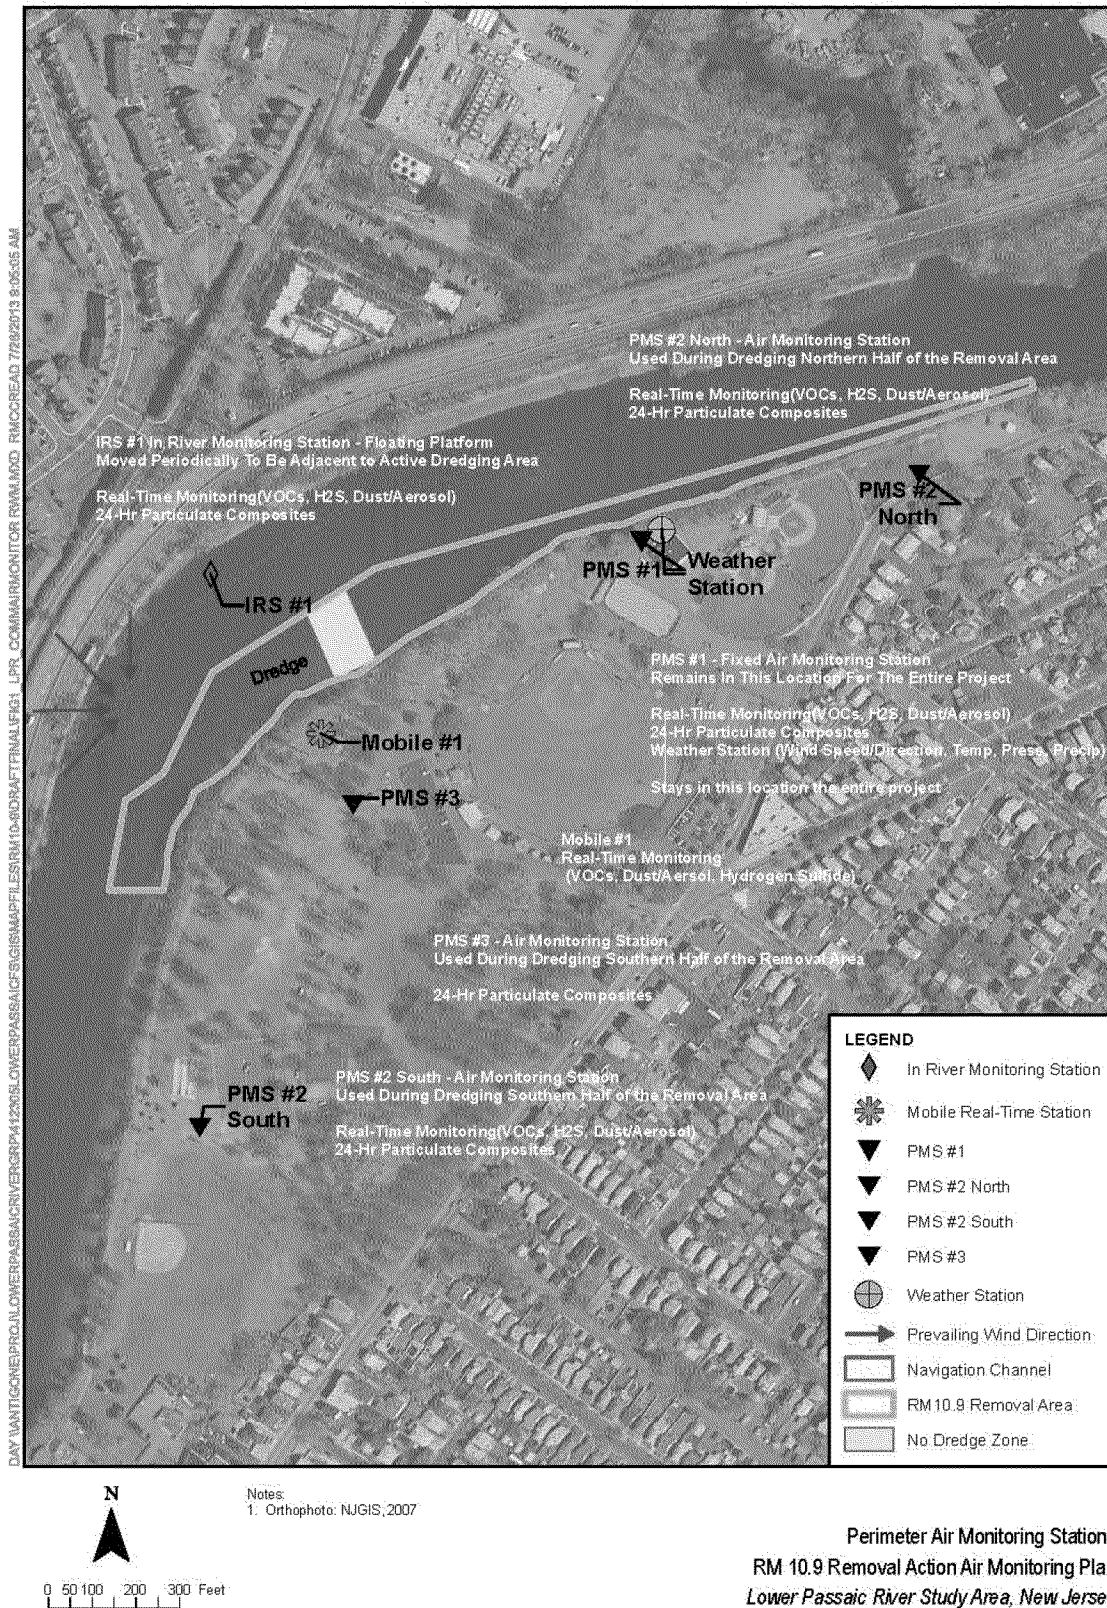 PMS #2 North - Air Monitoring Station
Used During Dredging Northern Half of the Removal Area
Real-Time Monitoring(VOCs, H2S, Dust/Aerosol)
24-Hr Particulate Composites
IRS #1 In River Monitoring Station - Floating Platform
Moved Periodically To Be Adjacent to Active Dredging Area
Real-Time Monitoring(VOCs, H2S, Dust/Aerosol)
24-Hr Particulate Composites
PMS #2
North
PMS #1
Weather
Station
IRS #1
Dredge
PMS #1 - Fixed Air Monitoring Station
Remains In This Location For The Entire Project
Real-Time Monitoring(VOCs, H2S, Dust/Aerosol)
24-Hr Particulate Composites
Weather Station (Wind Speed/Direction, Temp, Press, Precip)
Stays in this location the entire project
Mobile #1
PMS #3
Mobile #1
Real-Time Monitoring
(VOCs, Dust/Aersol, Hydrogen Sulfide)
PMS #3 - Air Monitoring Station
Used During Dredging Southern Half of the Removal Area
24-Hr Particulate Composites
PMS #2
South
PMS #2 South - Air Monitoring Station
Used During Dredging Southern Half of the Removal Area
Real-Time Monitoring(VOCs, H2S, Dust/Aerosol)
24-Hr Particulate Composites
LEGEND
In River Monitoring Station
Mobile Real-Time Station
PMS #1
PMS #2 North
PMS #2 South
PMS #3
Weather Station
Prevailing Wind Direction
Navigation Channel
RM10.9 Removal Area
No Dredge Zone
N
Notes:
1. Orthophoto: NJGIS, 2007
0 50 100 200 300 Feet
Perimeter Air Monitoring Station
RM 10.9 Removal Action Air Monitoring Pla
Lower Passaic River Study Area, New Jerse